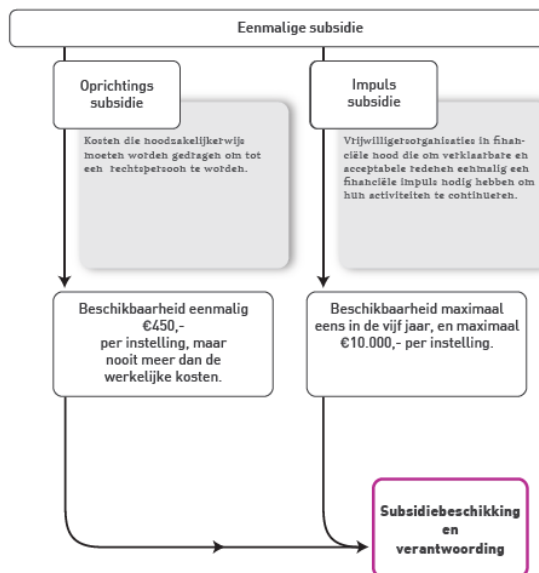 Eenmalige subsidie
Oprichtings
subsidie
Kosten die noodzakelijkerwijs
moeten worden gedragen om tot
een rechtspersoon te worden.
Beschikbaarheid eenmalig
€450,-
per instelling, maar
nooit meer dan de
werkelijke kosten.
Impuls
subsidie
Vrijwilligersorganisaties in finan-
ciële nood die om verklaarbare en
acceptabele redenen eenmalig een
financiële impuls nodig hebben om
hun activiteiten te continueren.
Beschikbaarheid maximaal
eens in de vijf jaar, en maximaal
€10.000,- per instelling.
Subsidiebeschikking
en
verantwoording